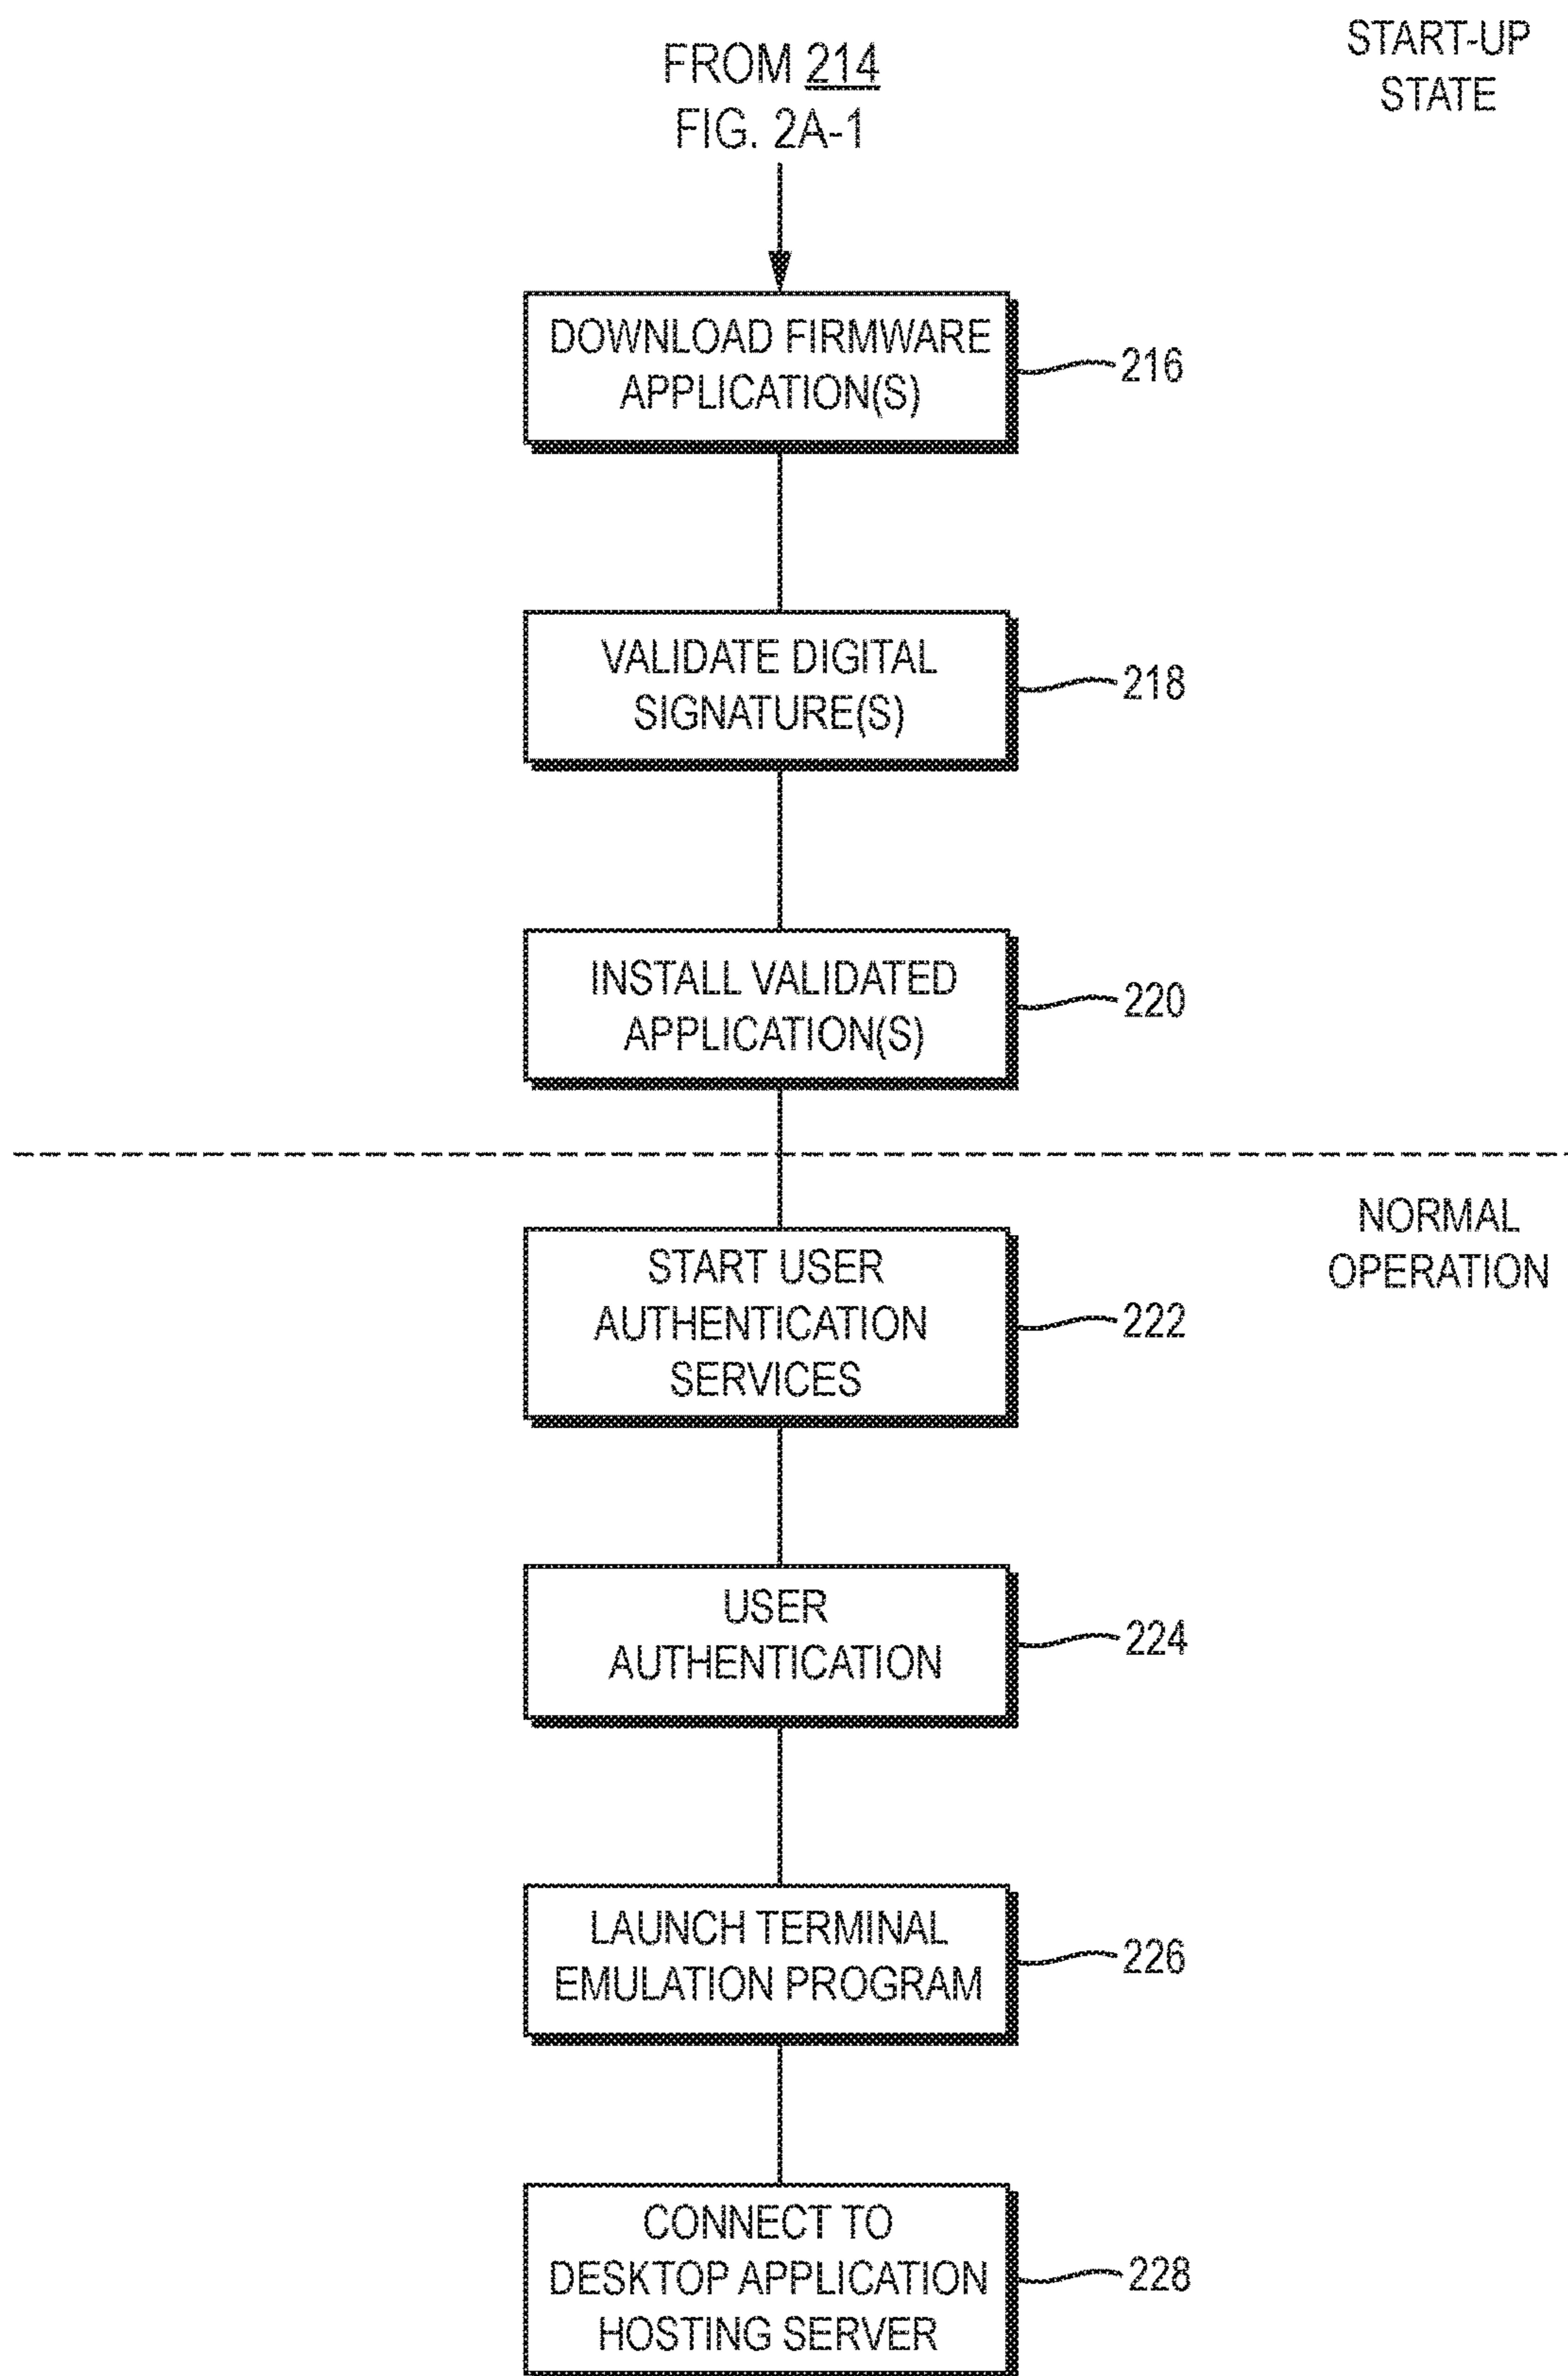 START-UP
STATE
FROM 214
FIG. 2A-1
DOWNLOAD FIRMWARE
APPLICATION(S)
216
VALIDATE DIGITAL
SIGNATURE(S)
218
INSTALL VALIDATED
APPLICATION(S)
220
NORMAL
OPERATION
START USER
AUTHENTICATION
SERVICES
222
USER
AUTHENTICATION
224
LAUNCH TERMINAL
EMULATION PROGRAM
226
CONNECT TO
DESKTOP APPLICATION
HOSTING SERVER
228